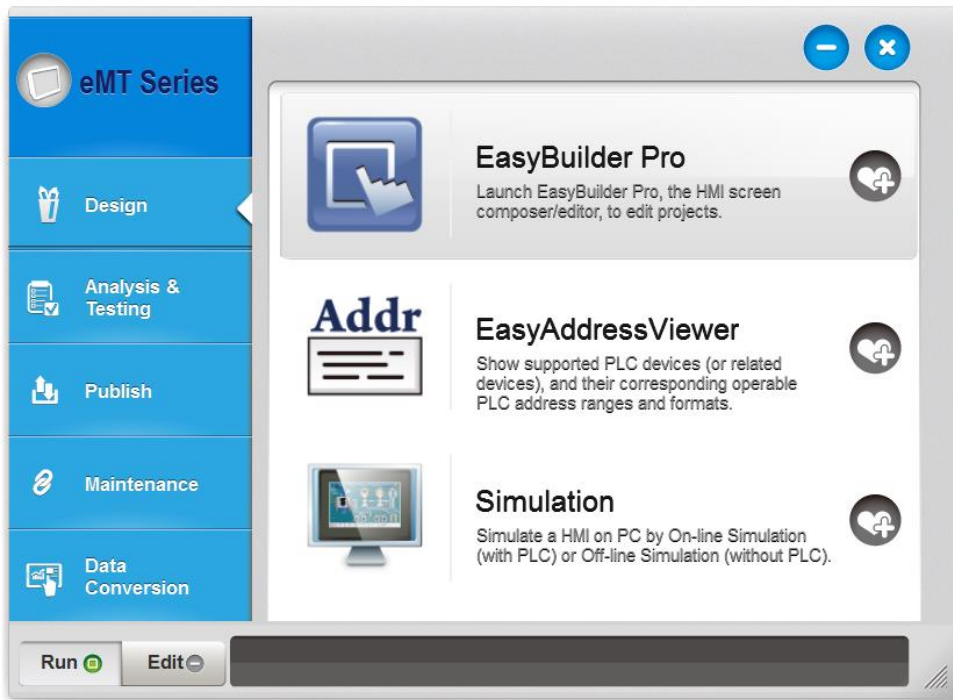 eMT Series
Design
Analysis &
Testing
Publish
Maintenance
Data
Conversion
EasyBuilder Pro
Launch EasyBuilder Pro, the HMI screen
composer/editor, to edit projects.
Addr
EasyAddressViewer
Show supported PLC devices (or related
devices), and their corresponding operable
PLC address ranges and formats.
Simulation
Simulate a HMI on PC by On-line Simulation
(with PLC) or Off-line Simulation (without PLC).
Run
Edit